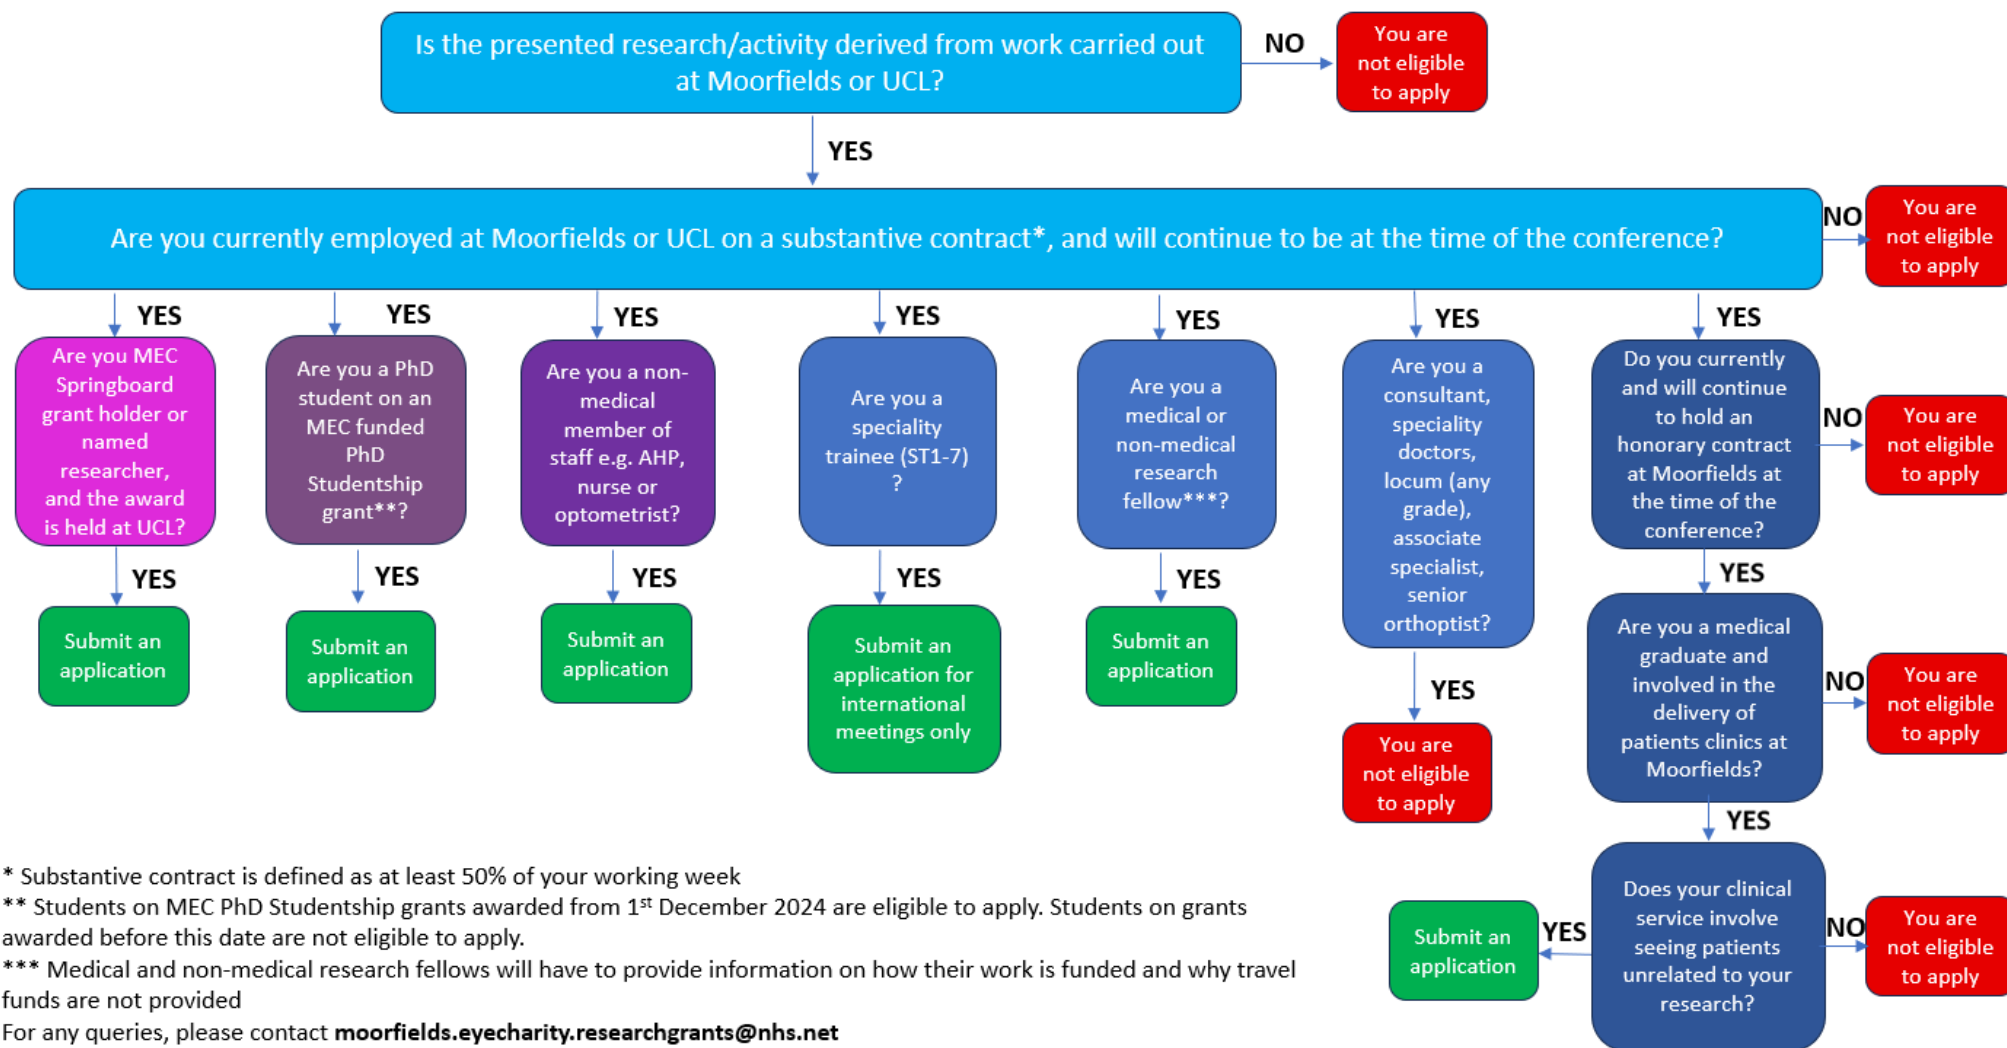 Is the presented research/activity derived from work carried out
at Moorfields or UCL?
NO
You are
not eligible
to apply
YES
Are you currently employed at Moorfields or UCL on a substantive contract*, and will continue to be at the time of the conference?
NO
You are
not eligible
to apply
YES
YES
YES
YES
YES
YES
YES
Are you MEC
Springboard
grant holder or
named
researcher,
and the award
is held at UCL?
Are you a PhD
student on an
MEC funded
PhD
Studentship
grant**?
Are you a non-
medical
member of
staff e.g. AHP,
nurse or
optometrist?
Are you a
speciality
trainee (ST1-7)
?
Are you a
medical or
non-medical
research
fellow***?
Are you a
consultant,
speciality
doctors,
locum (any
grade),
associate
specialist,
senior
orthoptist?
Do you currently
and will continue
to hold an
honorary contract
at Moorfields at
the time of the
conference?
NO
You are
not eligible
to apply
YES
YES
YES
YES
YES
YES
Submit an
application
Submit an
application
Submit an
application
Submit an
application for
international
meetings only
Submit an
application
YES
You are
not eligible
to apply
Are you a medical
graduate and
involved in the
delivery of
patients clinics at
Moorfields?
NO
You are
not eligible
to apply
YES
Does your clinical
service involve
seeing patients
unrelated to your
research?
YES
Submit an
application
NO
You are
not eligible
to apply
* Substantive contract is defined as at least 50% of your working week
** Students on MEC PhD Studentship grants awarded from 1st December 2024 are eligible to apply. Students on grants
awarded before this date are not eligible to apply.
*** Medical and non-medical research fellows will have to provide information on how their work is funded and why travel
funds are not provided
For any queries, please contact moorfields.eyecharity.researchgrants@nhs.net